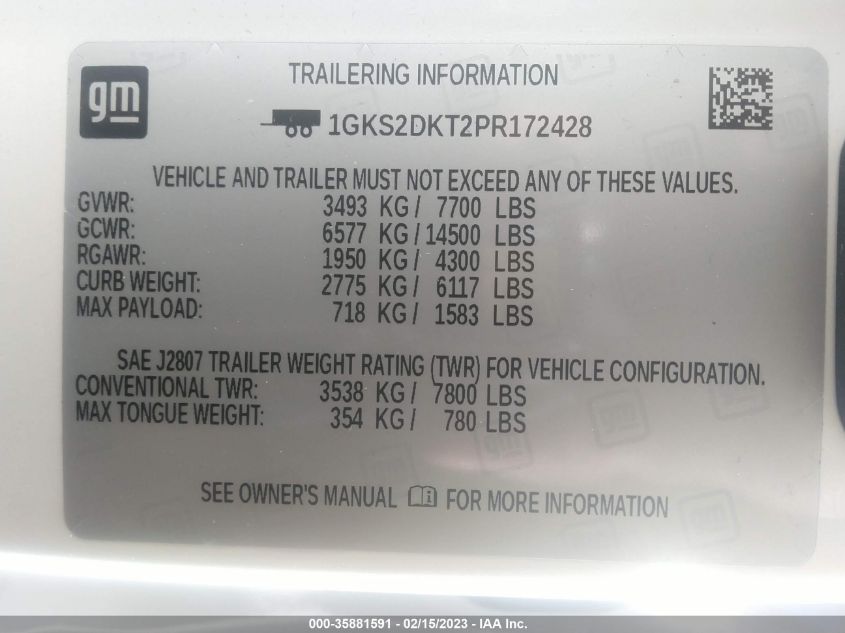 gm
TRAILERING INFORMATION
1GKS2DKT2PR172428
VEHICLE AND TRAILER MUST NOT EXCEED ANY OF THESE VALUES.
GVWR: 3493 KG / 7700 LBS
GCWR: 6577 KG / 14500 LBS
RGAWR: 1950 KG / 4300 LBS
CURB WEIGHT: 2775 KG / 6117 LBS
MAX PAYLOAD: 718 KG / 1583 LBS
SAE J2807 TRAILER WEIGHT RATING (TWR) FOR VEHICLE CONFIGURATION.
CONVENTIONAL TWR: 3538 KG / 7800 LBS
MAX TONGUE WEIGHT: 354 KG / 780 LBS
SEE OWNER'S MANUAL FOR MORE INFORMATION
000-35881591 - 02/15/2023 - IAA Inc.